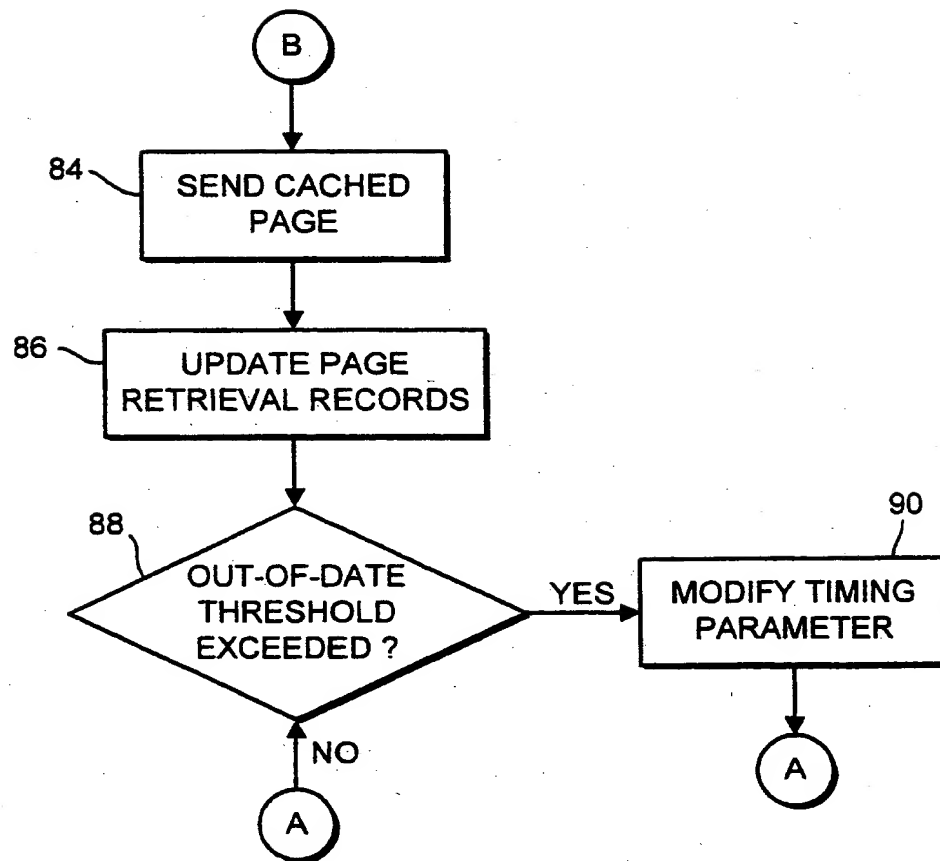 B
84
SEND CACHED
PAGE
86
UPDATE PAGE
RETRIEVAL RECORDS
88
OUT-OF-DATE
THRESHOLD
EXCEEDED ?
YES
90
MODIFY TIMING
PARAMETER
NO
A
A